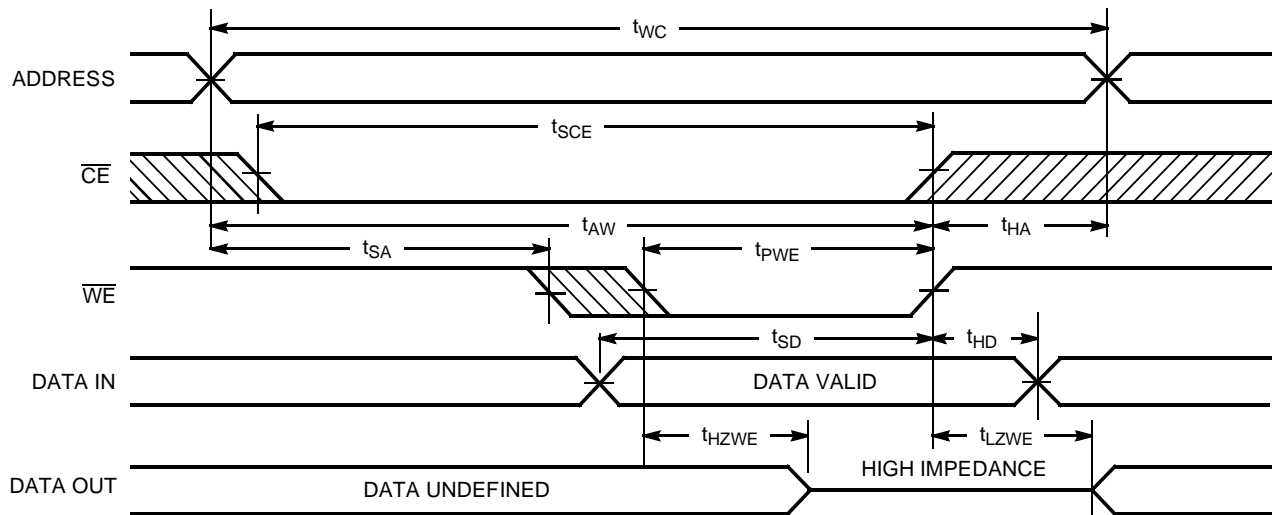 tWC
ADDRESS
tSCE
CE
tAW
tHA
tSA
tPWE
WE
tSD
tHD
DATA IN
DATA VALID
tHZWE
tLZWE
HIGH IMPEDANCE
DATA OUT
DATA UNDEFINED